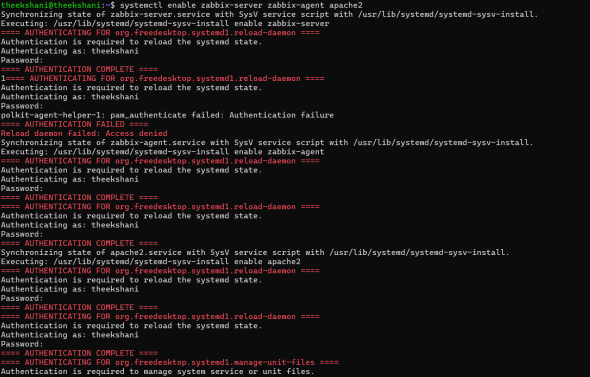 theekshani@theekshani:~$ systemctl enable zabbix-server zabbix-agent apache2
Synchronizing state of zabbix-server.service with SysV service script with /usr/lib/systemd/systemd-sysv-install.
Executing: /usr/lib/systemd/systemd-sysv-install enable zabbix-server
==== AUTHENTICATING FOR org.freedesktop.systemd1.reload-daemon ====
Authentication is required to reload the systemd state.
Authenticating as: theekshani
Password:
==== AUTHENTICATION COMPLETE ====
1==== AUTHENTICATING FOR org.freedesktop.systemd1.reload-daemon ====
Authentication is required to reload the systemd state.
Authenticating as: theekshani
Password:
polkit-agent-helper-1: pam_authenticate failed: Authentication failure
==== AUTHENTICATION FAILED ====
Reload daemon failed: Access denied
Synchronizing state of zabbix-agent.service with SysV service script with /usr/lib/systemd/systemd-sysv-install.
Executing: /usr/lib/systemd/systemd-sysv-install enable zabbix-agent
==== AUTHENTICATING FOR org.freedesktop.systemd1.reload-daemon ====
Authentication is required to reload the systemd state.
Authenticating as: theekshani
Password:
==== AUTHENTICATION COMPLETE ====
==== AUTHENTICATING FOR org.freedesktop.systemd1.reload-daemon ====
Authentication is required to reload the systemd state.
Authenticating as: theekshani
Password:
==== AUTHENTICATION COMPLETE ====
Synchronizing state of apache2.service with SysV service script with /usr/lib/systemd/systemd-sysv-install.
Executing: /usr/lib/systemd/systemd-sysv-install enable apache2
==== AUTHENTICATING FOR org.freedesktop.systemd1.reload-daemon ====
Authentication is required to reload the systemd state.
Authenticating as: theekshani
Password:
==== AUTHENTICATION COMPLETE ====
==== AUTHENTICATING FOR org.freedesktop.systemd1.reload-daemon ====
Authentication is required to reload the systemd state.
Authenticating as: theekshani
Password:
==== AUTHENTICATION COMPLETE ====
==== AUTHENTICATING FOR org.freedesktop.systemd1.manage-unit-files ====
Authentication is required to manage system service or unit files.